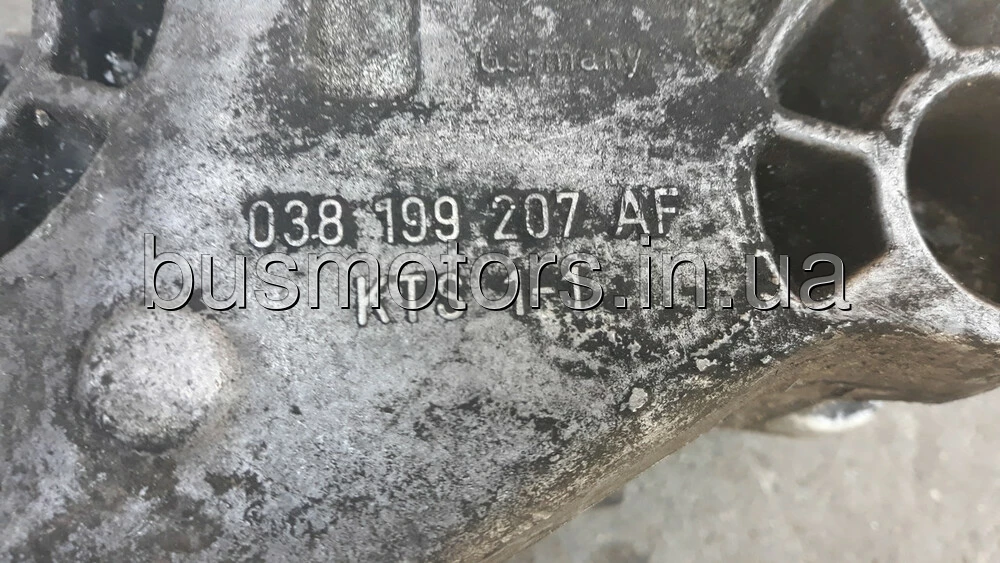 Germany
038 199 207 AF
busmotors.in.ua